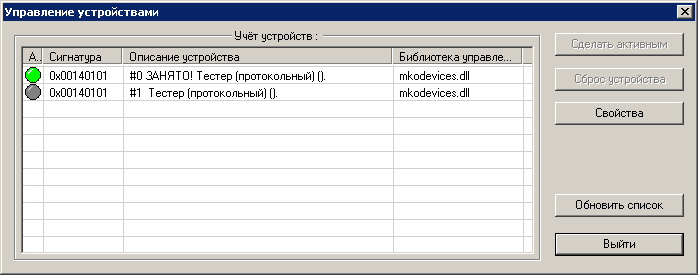 Управление устройствами
Учёт устройств :
А.. Сигнатура Описание устройства Библиотека управле...
0x00140101 #0 ЗАНЯТО! Тестер (протокольный) (). mkodevices.dll
0x00140101 #1 Тестер (протокольный) (). mkodevices.dll
Сделать активным
Сброс устройства
Свойства
Обновить список
Выйти